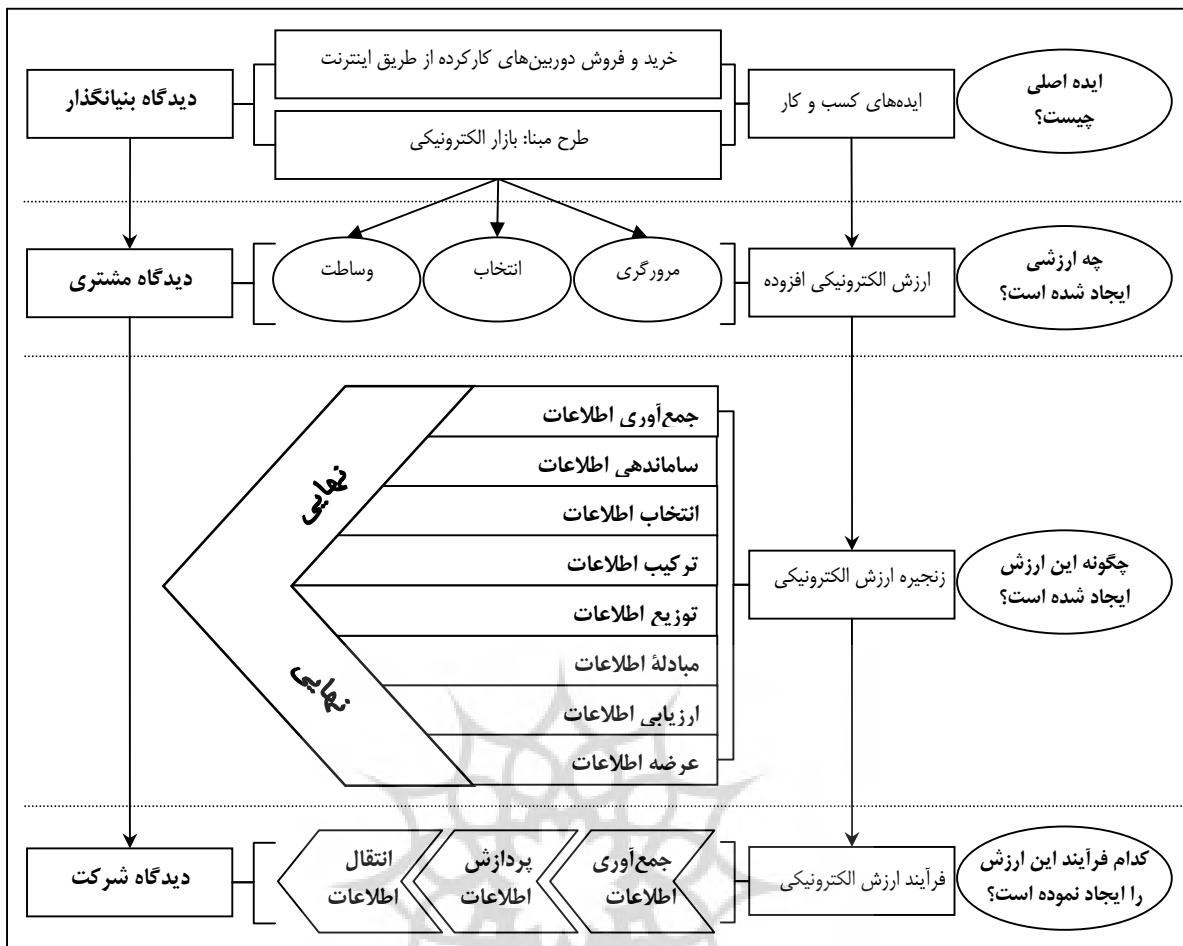 ایده اصلی
چیست؟
ایده‌های کسب و کار
خرید و فروش دوربین‌های کارکرده از طریق اینترنت
طرح مبنا: بازار الکترونیکی
دیدگاه بنیانگذار
چه ارزشی
ایجاد شده است؟
ارزش الکترونیکی افزوده
مرورگری
انتخاب
وساطت
دیدگاه مشتری
چگونه این ارزش
ایجاد شده است؟
زنجیره ارزش الکترونیکی
جمع‌آوری اطلاعات
ساماندهی اطلاعات
انتخاب اطلاعات
ترکیب اطلاعات
توزیع اطلاعات
مبادلۀ اطلاعات
ارزیابی اطلاعات
عرضه اطلاعات
نهایی
نهایی
کدام فرآیند این ارزش
را ایجاد نموده است؟
فرآیند ارزش الکترونیکی
جمع‌آوری
اطلاعات
پردازش
اطلاعات
انتقال
اطلاعات
دیدگاه شرکت